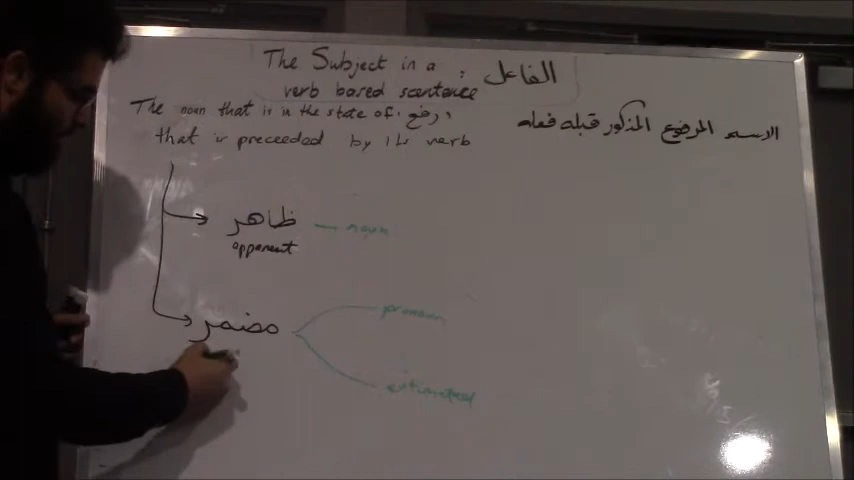 The Subject in a : الفاعل
verb based scentence
The noun that is in the state of رفع,
that is preceeded by its verb
الاسم المرفوع المذكور قبله فعله
ظاهر — noun
apparent
مضمر
pronoun